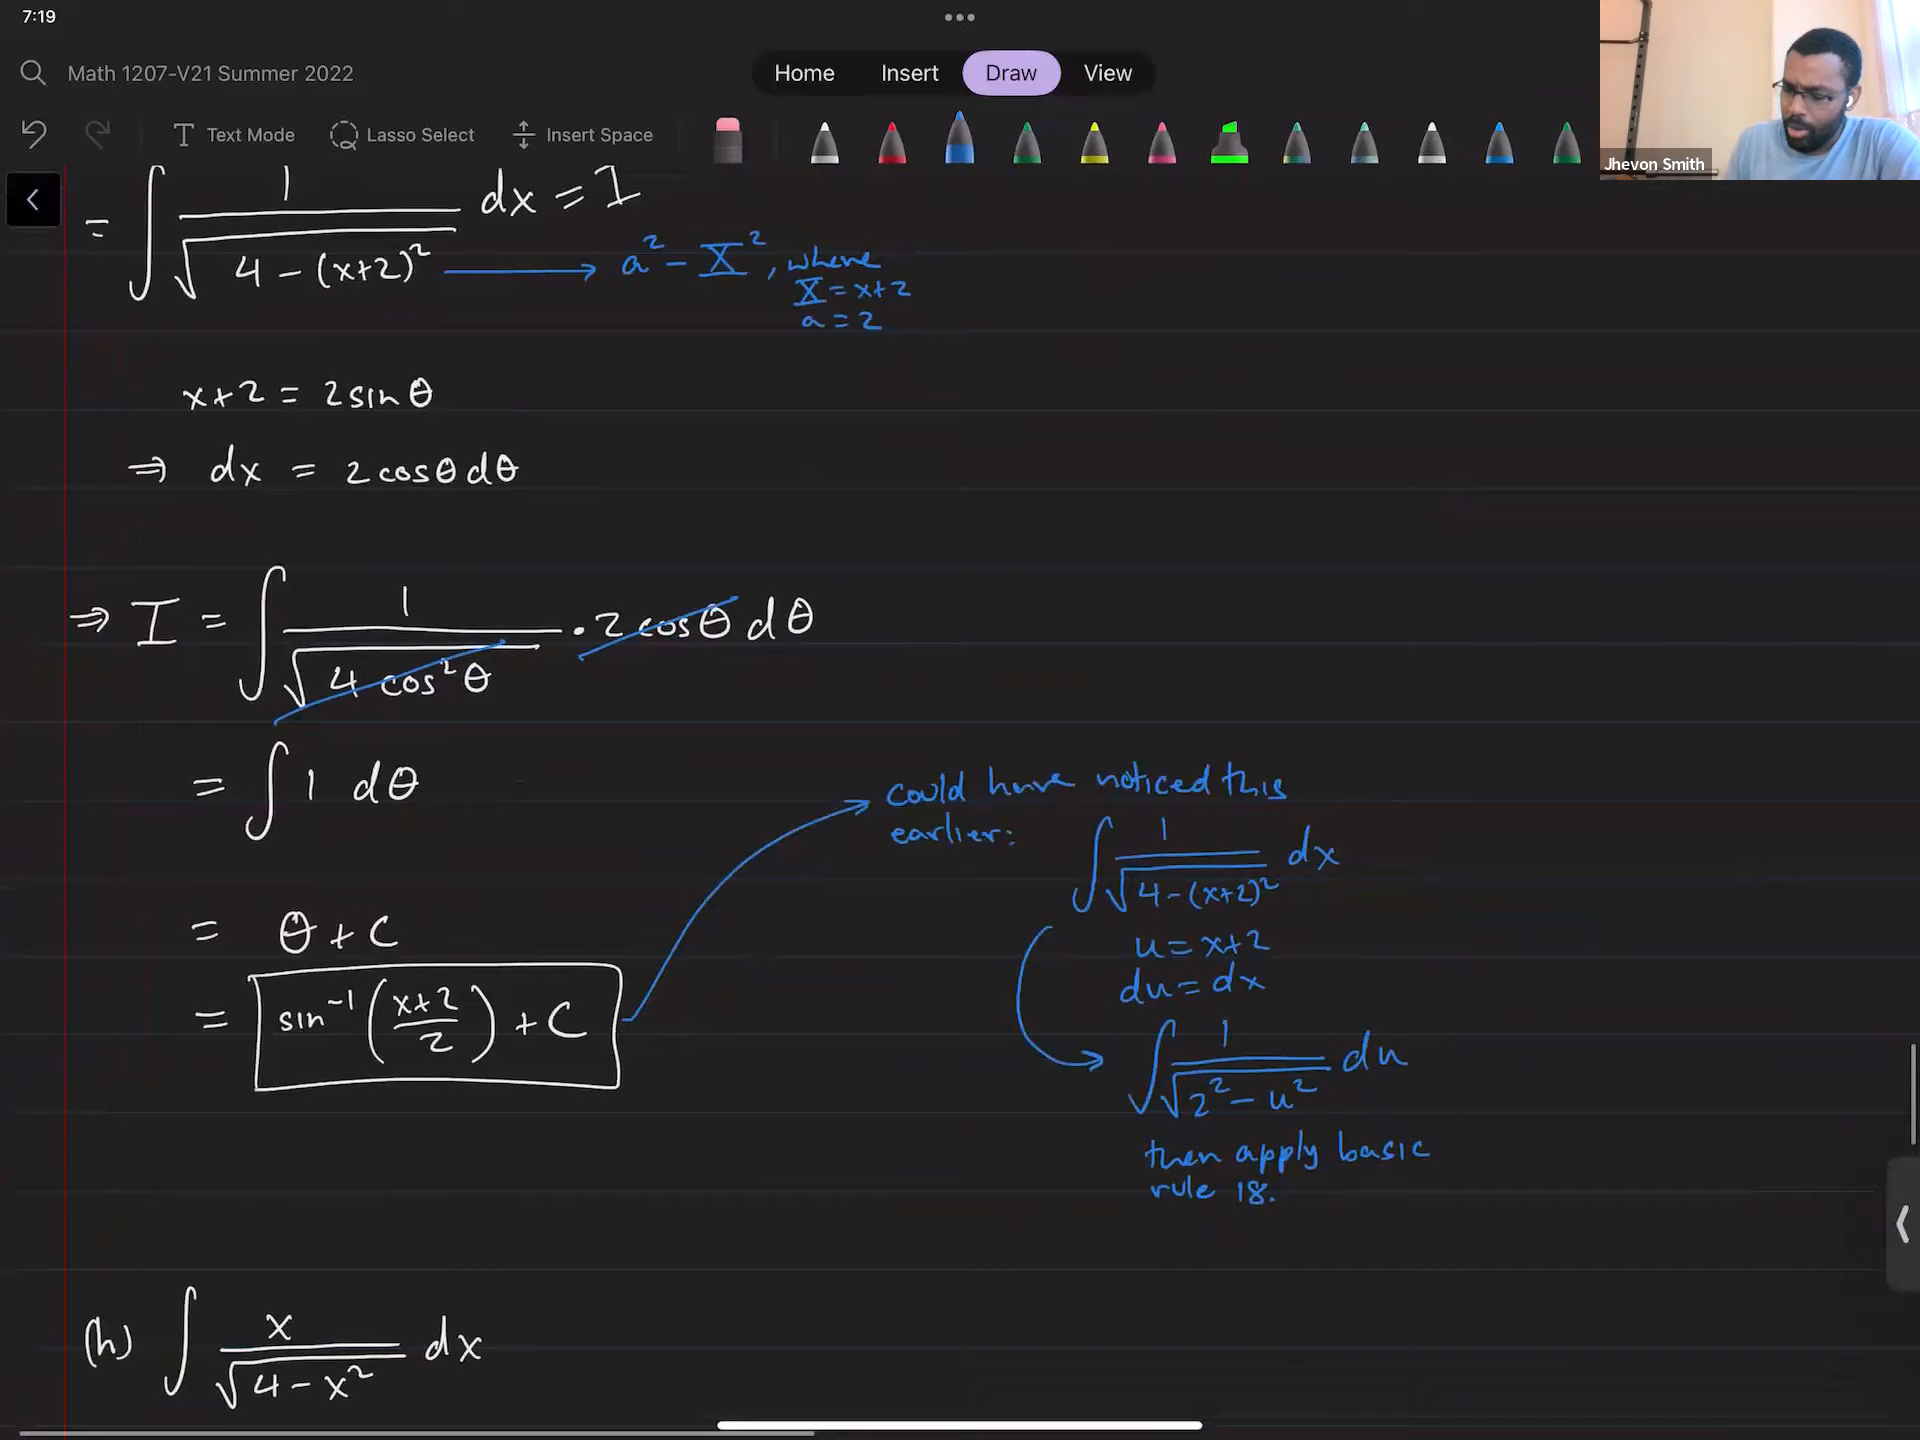 7:19
Math 1207-V21 Summer 2022
Home Insert Draw View
Text Mode Lasso Select Insert Space
Jhevon Smith
= ∫ 1/√(4-(x+2)²) dx = I
a² - X², where
X = x+2
a = 2
x+2 = 2sinθ
⇒ dx = 2cosθdθ
⇒ I = ∫ 1/√(4cos²θ) · 2cosθ dθ
= ∫ 1 dθ
= θ + C
= sin⁻¹((x+2)/2) + C
could have noticed this
earlier:
∫ 1/√(4-(x+2)²) dx
u = x+2
du = dx
∫ 1/√(2²-u²) du
then apply basic
rule 18.
(h) ∫ x/√(4-x²) dx